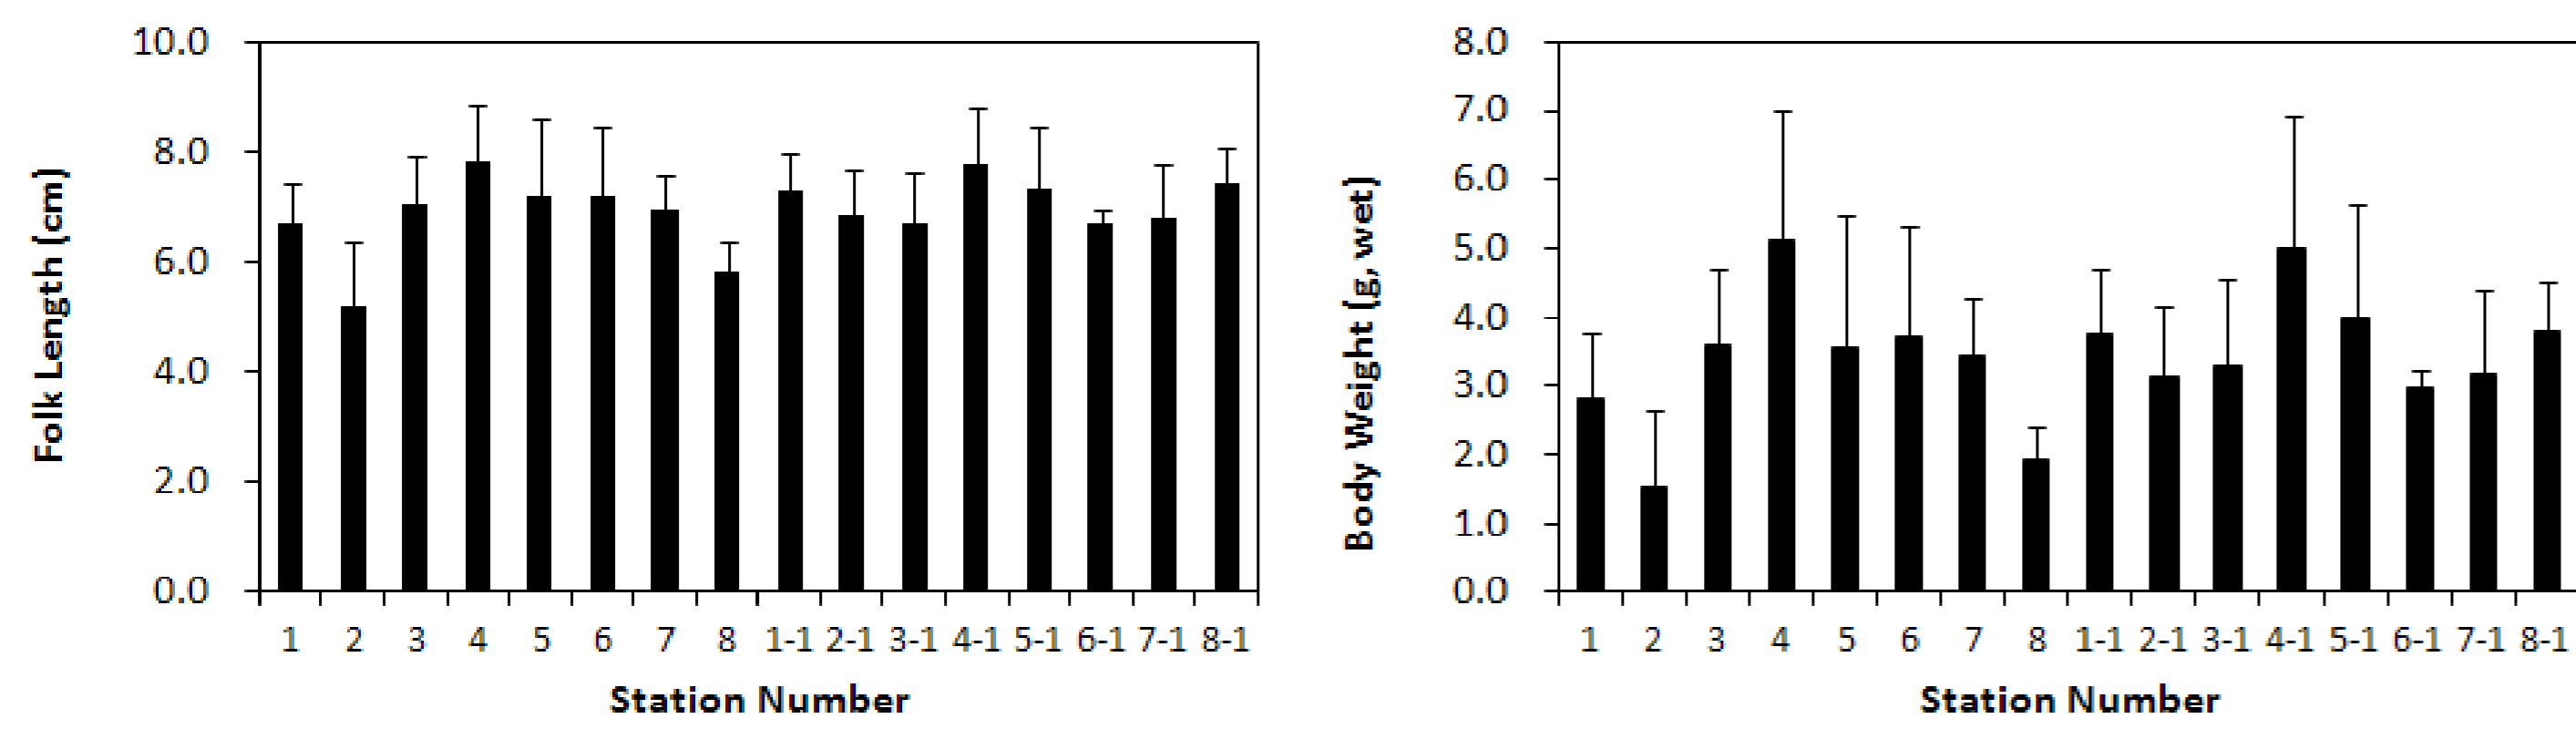 Folk Length (cm)
10.0
8.0
6.0
4.0
2.0
0.0
1 2 3 4 5 6 7 8 1-1 2-1 3-1 4-1 5-1 6-1 7-1 8-1
Station Number
Body Weight (g, wet)
8.0
7.0
6.0
5.0
4.0
3.0
2.0
1.0
0.0
1 2 3 4 5 6 7 8 1-1 2-1 3-1 4-1 5-1 6-1 7-1 8-1
Station Number